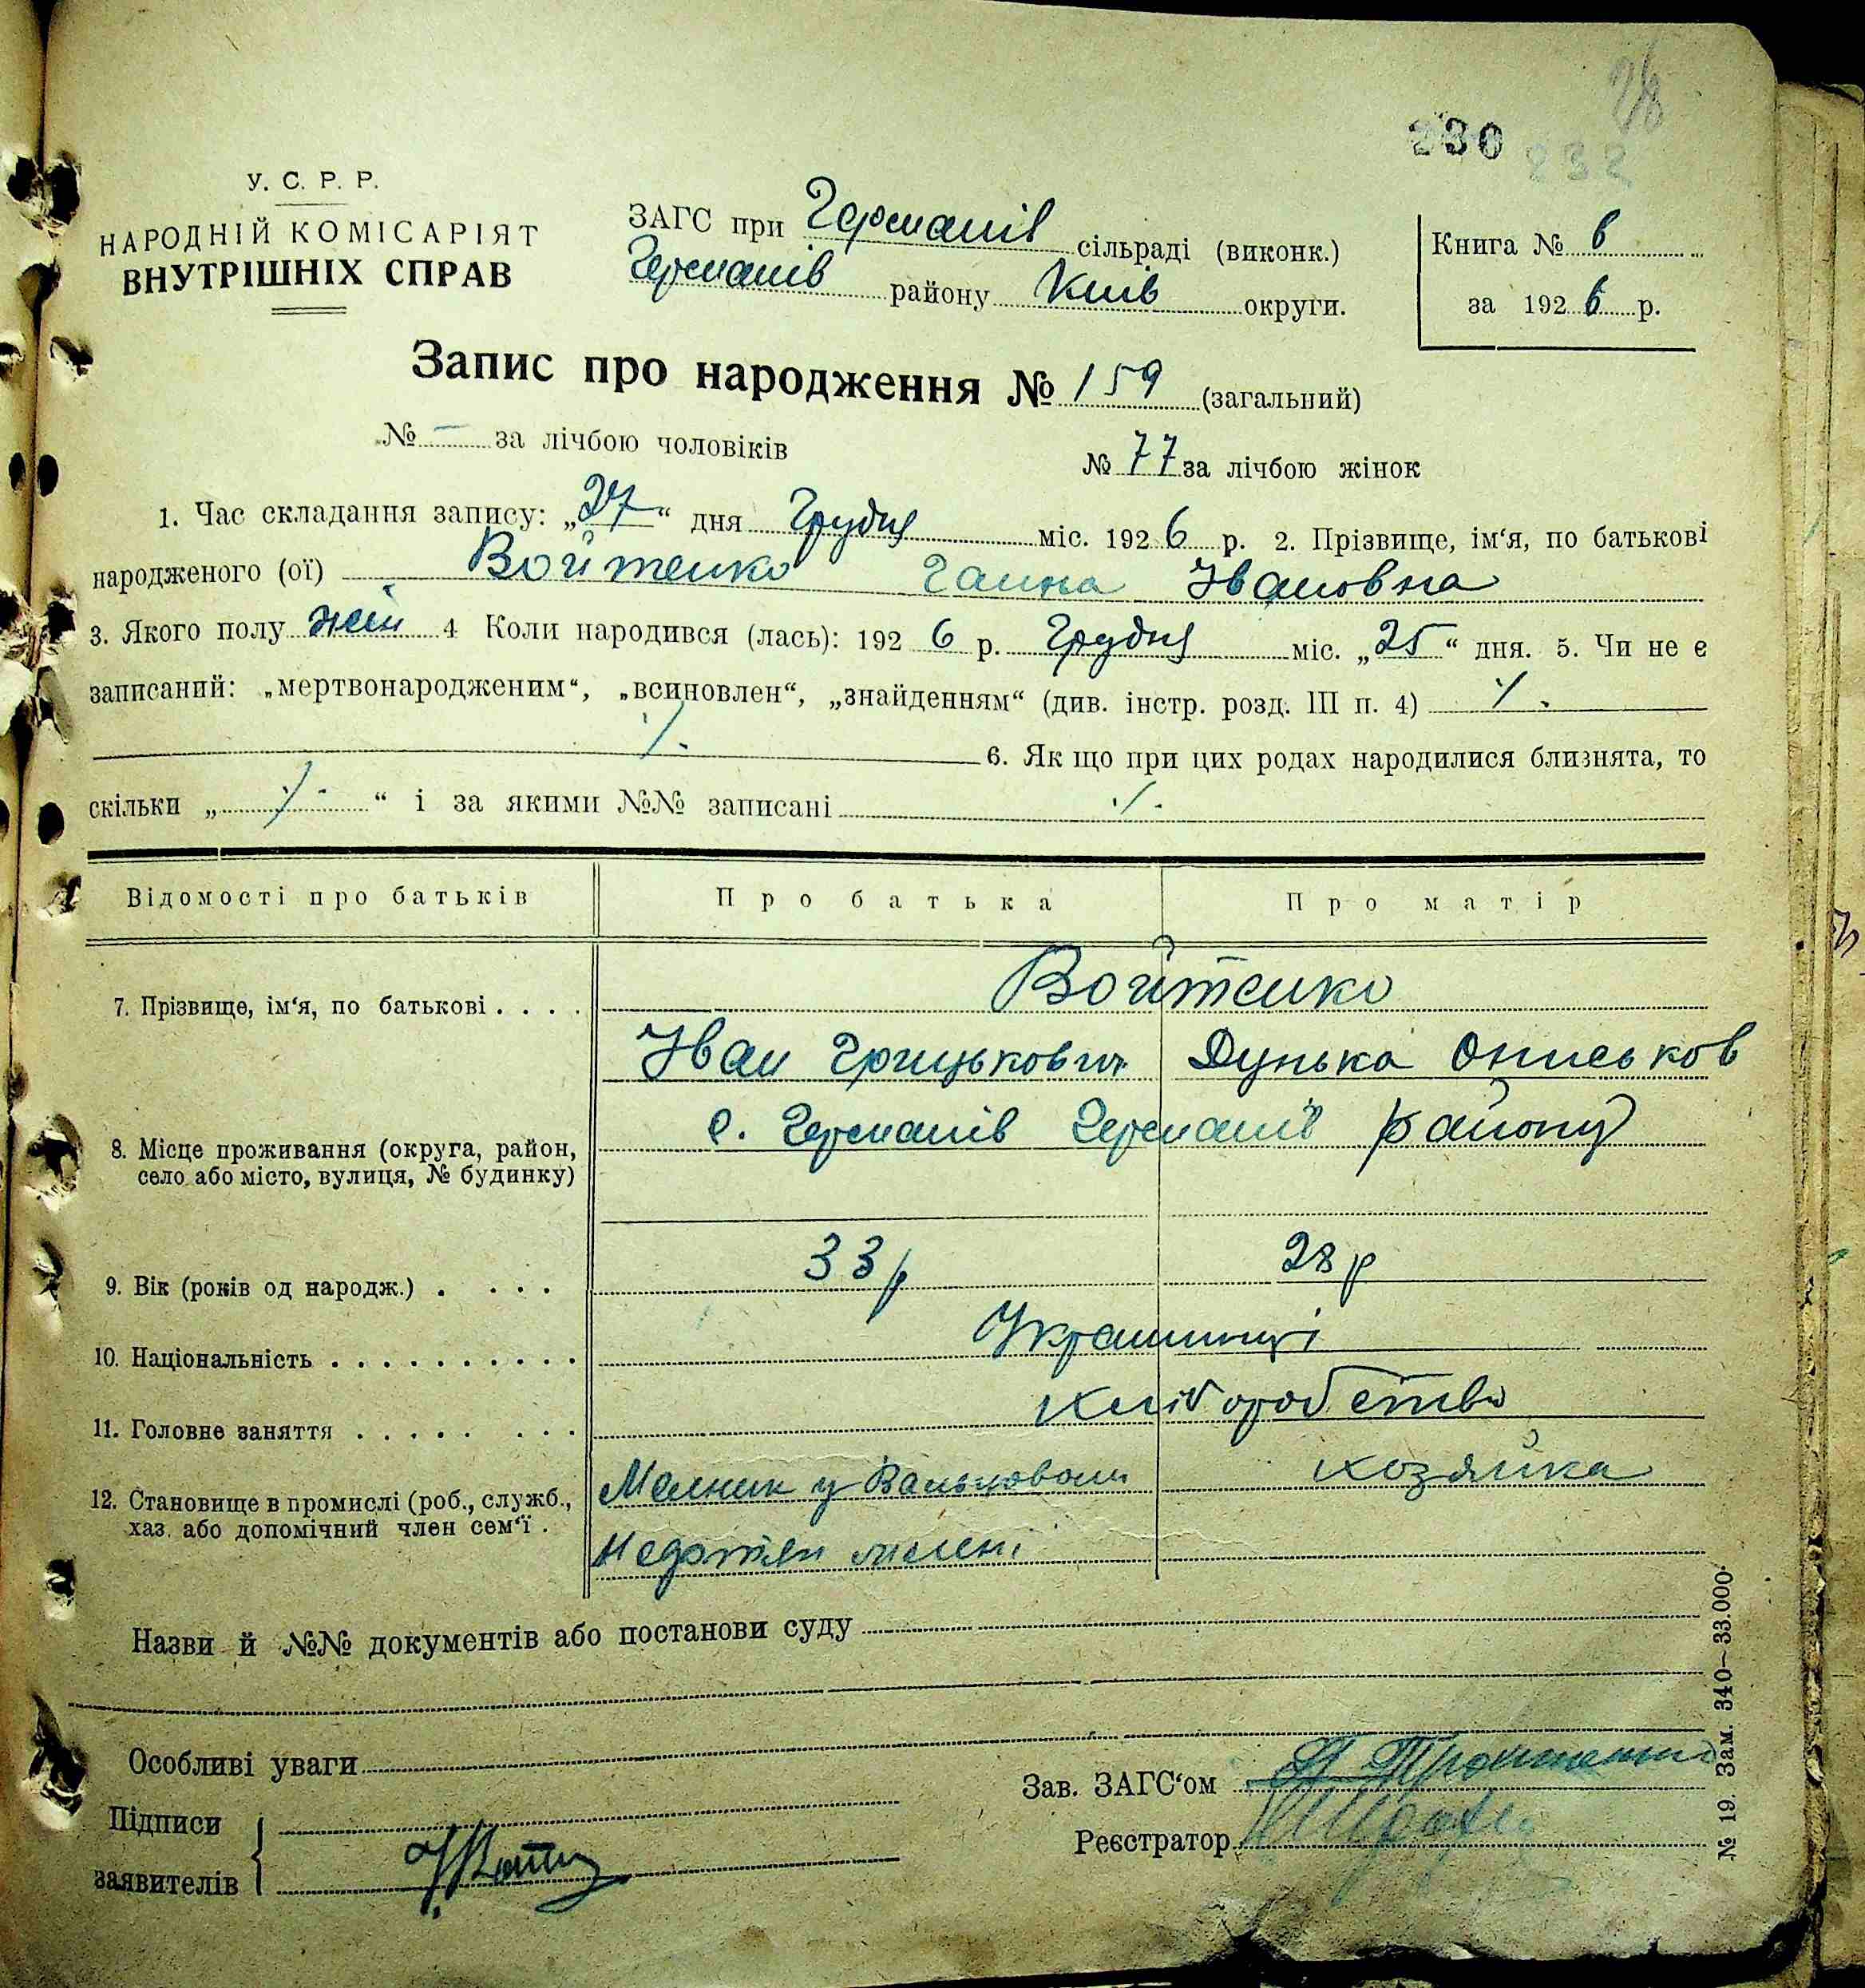 28
230 232
У. С. Р. Р.
НАРОДНІЙ КОМІСАРІЯТ
ВНУТРІШНІХ СПРАВ
ЗАГС при Германів сільраді (виконк.)
Германів району Київ округи.
Книга № 6
за 1926 р.
Запис про народження № 159 (загальний)
№ — за лічбою чоловіків № 77 за лічбою жінок
1. Час складання запису: „27“ дня Грудня міс. 1926 р. 2. Прізвище, ім‘я, по батькові
народженого (ої) Войтенко Ганна Івановна
3. Якого полу жін 4 Коли народився (лась): 1926 р. Грудня міс. „25“ дня. 5. Чи не є
записаний: „мертвонародженим“, „всиновлен“, „знайденням“ (див. інстр. розд. III п. 4) ·/.
·/. 6. Як що при цих родах народилися близнята, то
скільки „ ·/. “ і за якими №№ записані ·/.
Відомості про батьків Про батька Про матір
7. Прізвище, ім‘я, по батькові . . . . Войтенко
Іван Грицькович Дунька Ониськов
с. Германів Германів району
8. Місце проживання (округа, район,
село або місто, вулиця, № будинку)
9. Вік (років од народж.) . . . . 33 р 28 р
10. Національність . . . . . . . . . . Українці
11. Головне заняття . . . . . . . . Хліборобство
12. Становище в промислі (роб., служб., Мелник у Вальцьовом хозяйка
хаз. або допомічний член сем‘ї .
млені
Назви й №№ документів або постанови суду
Особливі уваги
Зав. ЗАГС‘ом
Підписи
Реєстратор
заявителів
№ 19. Зам. 340—33.000.